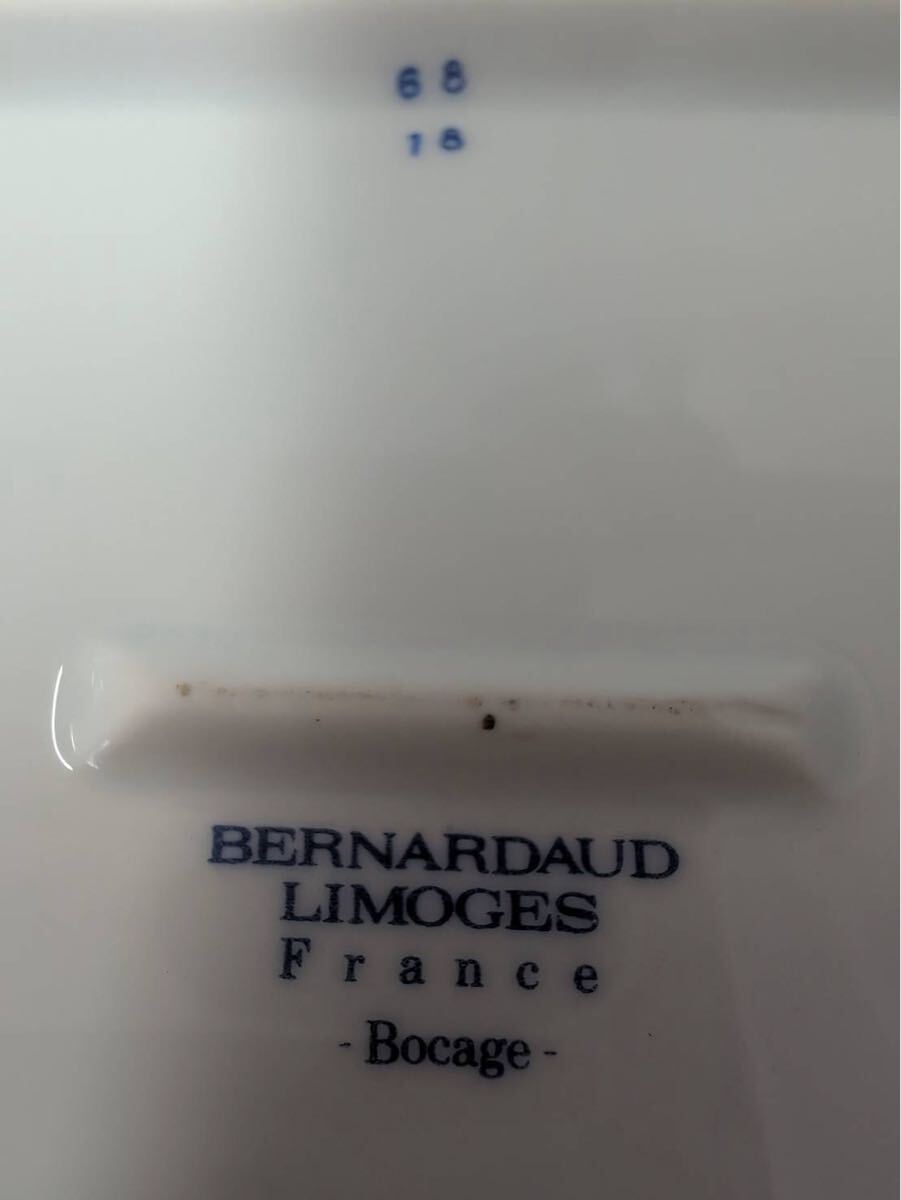 68
18
BERNARDAUD
LIMOGES
France
- Bocage -